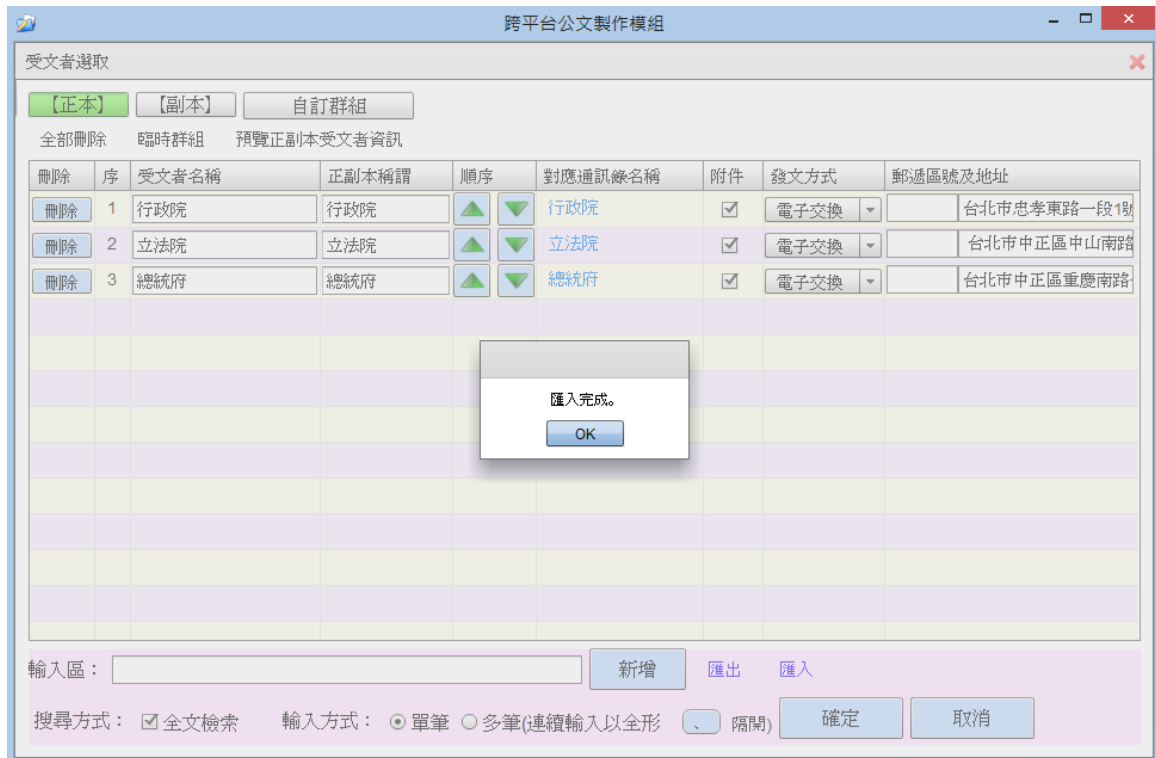 跨平台公文製作模組
受文者選取
【正本】 【副本】 自訂群組
全部刪除 臨時群組 預覽正副本受文者資訊
刪除 序 受文者名稱 正副本稱謂 順序 對應通訊錄名稱 附件 發文方式 郵遞區號及地址
刪除 1 行政院 行政院 行政院 電子交換 台北市忠孝東路一段1號
刪除 2 立法院 立法院 立法院 電子交換 台北市中正區中山南路
刪除 3 總統府 總統府 總統府 電子交換 台北市中正區重慶南路
匯入完成。
OK
輸入區： 新增 匯出 匯入
搜尋方式： 全文檢索 輸入方式： 單筆 多筆(連續輸入以全形 、 隔開) 確定 取消